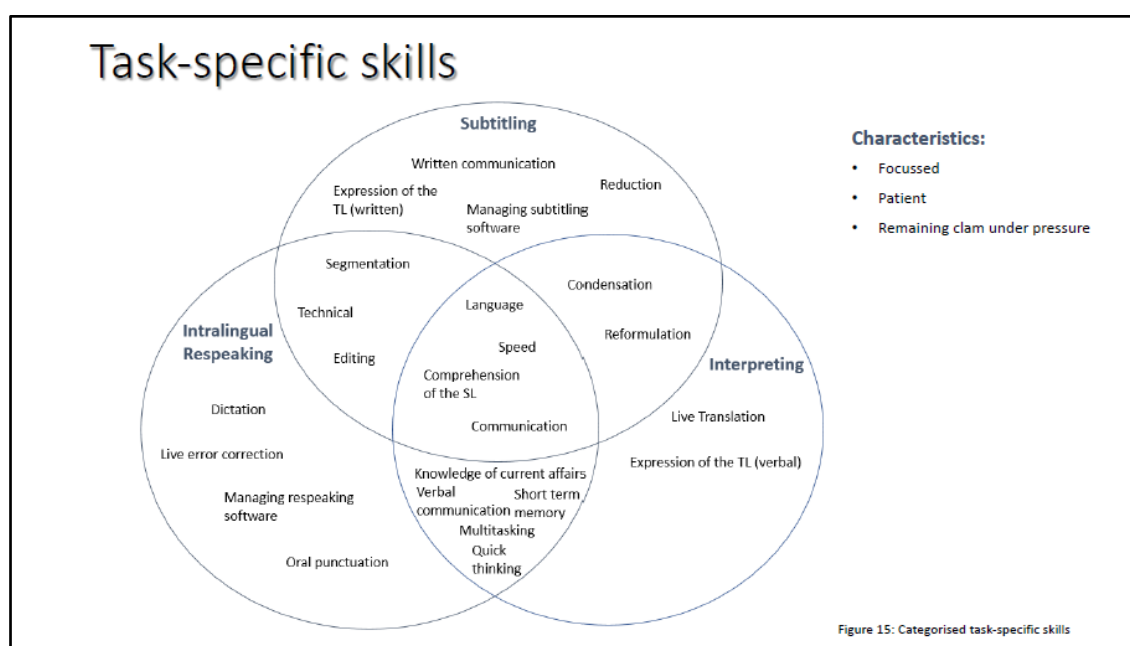 Task-specific skills
Subtitling
Written communication
Reduction
Expression of the
TL (written)
Managing subtitling
software
Segmentation
Technical
Editing
Language
Speed
Comprehension
of the SL
Communication
Condensation
Reformulation
Intralingual
Respeaking
Dictation
Live error correction
Managing respeaking
software
Oral punctuation
Knowledge of current affairs
Verbal
communication
Short term
memory
Multitasking
Quick
thinking
Interpreting
Live Translation
Expression of the TL (verbal)
Characteristics:
• Focussed
• Patient
• Remaining clam under pressure
Figure 15: Categorised task-specific skills